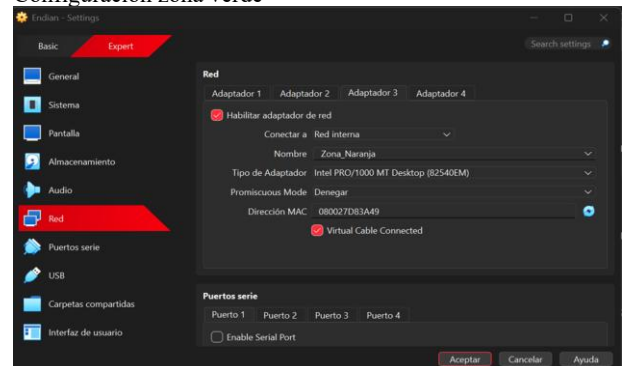 Configuración zona verde
Endian - Settings
Basic Expert Search settings
General
Sistema
Pantalla
Almacenamiento
Audio
Red
Puertos serie
USB
Carpetas compartidas
Interfaz de usuario
Red
Adaptador 1 Adaptador 2 Adaptador 3 Adaptador 4
Habilitar adaptador de red
Conectar a Red interna
Nombre Zona_Naranja
Tipo de Adaptador Intel PRO/1000 MT Desktop (82540EM)
Promiscuous Mode Denegar
Dirección MAC 080027D83A49
Virtual Cable Connected
Puertos serie
Puerto 1 Puerto 2 Puerto 3 Puerto 4
Enable Serial Port
Aceptar Cancelar Ayuda